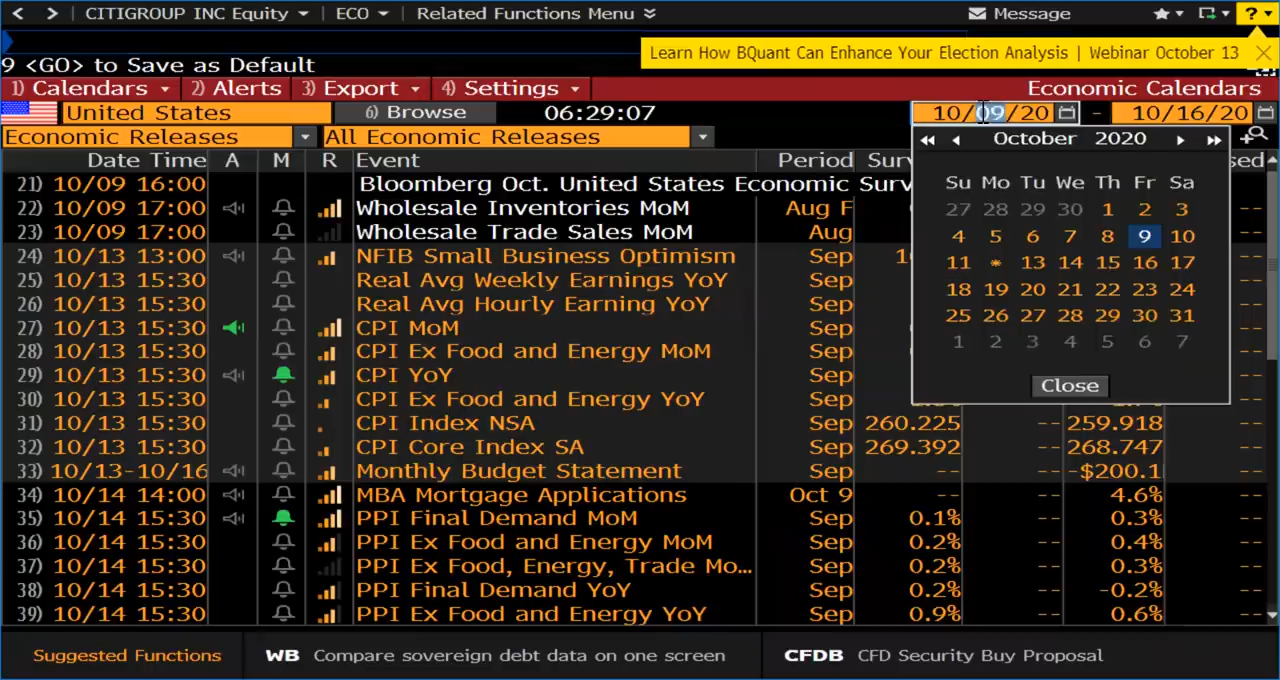 CITIGROUP INC Equity ECO Related Functions Menu Message ?
Learn How BQuant Can Enhance Your Election Analysis | Webinar October 13
9 <GO> to Save as Default
1) Calendars 2) Alerts 3) Export 4) Settings Economic Calendars
United States 6) Browse 06:29:07 10/09/20 - 10/16/20
Economic Releases All Economic Releases
Date Time A M R Event Period
21) 10/09 16:00 Bloomberg Oct. United States Economic
22) 10/09 17:00 Wholesale Inventories MoM Aug F --
23) 10/09 17:00 Wholesale Trade Sales MoM Aug --
24) 10/13 13:00 NFIB Small Business Optimism Sep --
25) 10/13 15:30 Real Avg Weekly Earnings YoY Sep --
26) 10/13 15:30 Real Avg Hourly Earning YoY Sep --
27) 10/13 15:30 CPI MoM Sep --
28) 10/13 15:30 CPI Ex Food and Energy MoM Sep --
29) 10/13 15:30 CPI YoY Sep --
30) 10/13 15:30 CPI Ex Food and Energy YoY Sep --
31) 10/13 15:30 CPI Index NSA Sep 260.225 -- 259.918 --
32) 10/13 15:30 CPI Core Index SA Sep 269.392 -- 268.747 --
33) 10/13-10/16 Monthly Budget Statement Sep -- -- -$200.1 --
34) 10/14 14:00 MBA Mortgage Applications Oct 9 -- -- 4.6% --
35) 10/14 15:30 PPI Final Demand MoM Sep 0.1% -- 0.3% --
36) 10/14 15:30 PPI Ex Food and Energy MoM Sep 0.2% -- 0.4% --
37) 10/14 15:30 PPI Ex Food, Energy, Trade Mo... Sep 0.2% -- 0.3% --
38) 10/14 15:30 PPI Final Demand YoY Sep 0.2% -- -0.2% --
39) 10/14 15:30 PPI Ex Food and Energy YoY Sep 0.9% -- 0.6% --
October 2020
Su Mo Tu We Th Fr Sa
27 28 29 30 1 2 3
4 5 6 7 8 9 10
11 * 13 14 15 16 17
18 19 20 21 22 23 24
25 26 27 28 29 30 31
1 2 3 4 5 6 7
Close
Suggested Functions WB Compare sovereign debt data on one screen CFDB CFD Security Buy Proposal